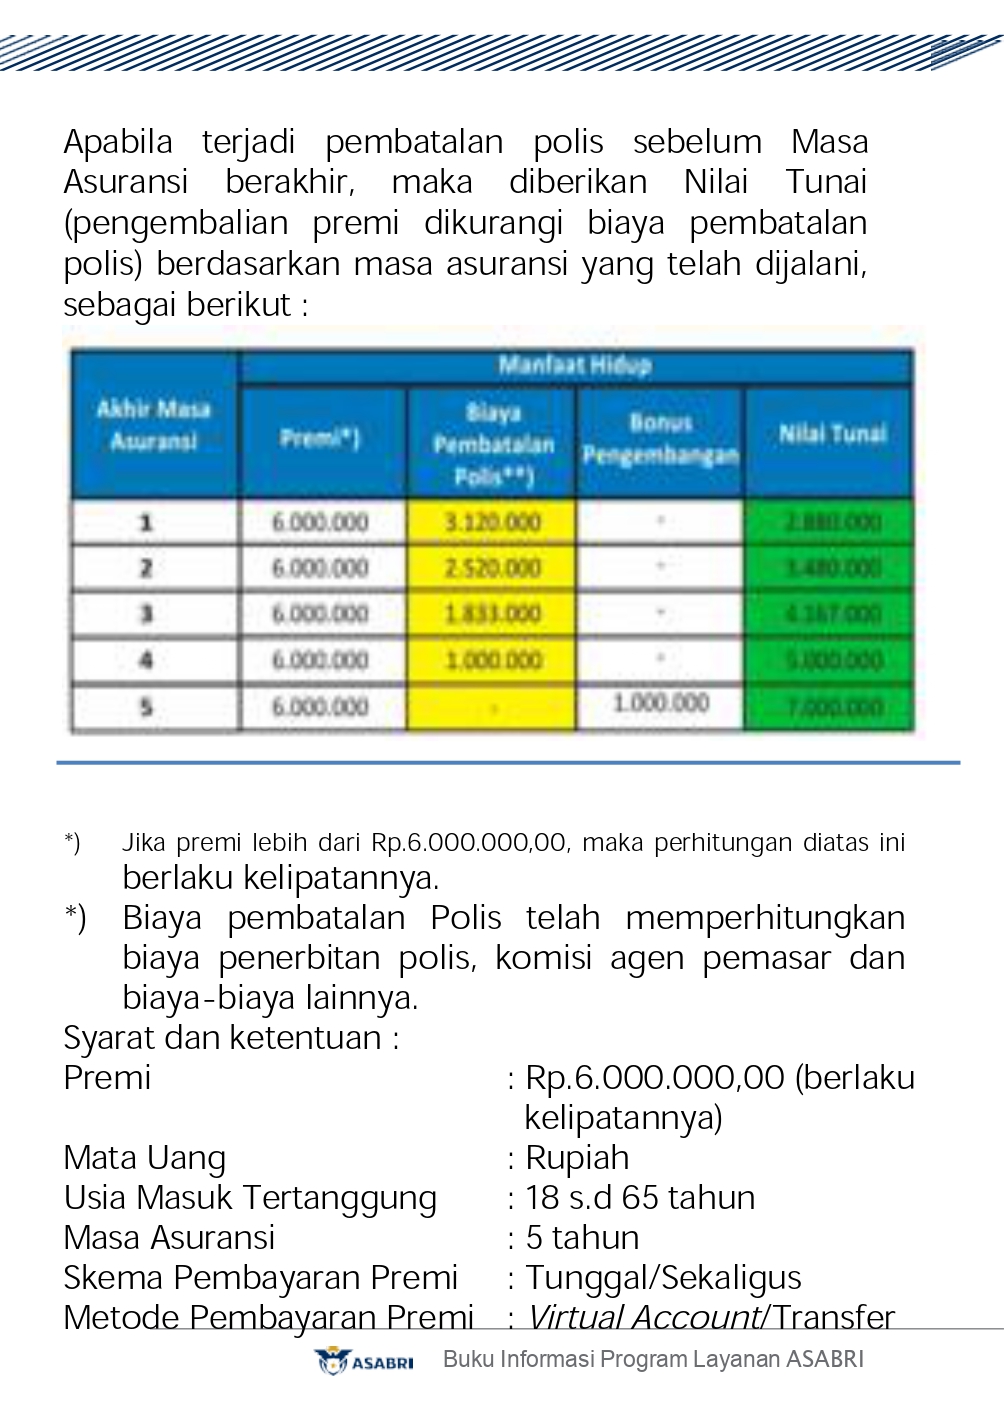 Apabila terjadi pembatalan polis sebelum Masa
Asuransi berakhir, maka diberikan Nilai Tunai
(pengembalian premi dikurangi biaya pembatalan
polis) berdasarkan masa asuransi yang telah dijalani,
sebagai berikut :
Manfaat Hidup
Akhir Masa Asuransi Premi*) Biaya Pembatalan Polis**) Bonus Pengembangan Nilai Tunai
1 6.000.000 3.120.000 - 2.880.000
2 6.000.000 2.520.000 - 3.480.000
3 6.000.000 1.833.000 - 4.167.000
4 6.000.000 1.000.000 - 5.000.000
5 6.000.000 - 1.000.000 7.000.000
*) Jika premi lebih dari Rp.6.000.000,00, maka perhitungan diatas ini
berlaku kelipatannya.
*) Biaya pembatalan Polis telah memperhitungkan
biaya penerbitan polis, komisi agen pemasar dan
biaya-biaya lainnya.
Syarat dan ketentuan :
Premi : Rp.6.000.000,00 (berlaku
kelipatannya)
Mata Uang : Rupiah
Usia Masuk Tertanggung : 18 s.d 65 tahun
Masa Asuransi : 5 tahun
Skema Pembayaran Premi : Tunggal/Sekaligus
Metode Pembayaran Premi : Virtual Account/Transfer
ASABRI Buku Informasi Program Layanan ASABRI